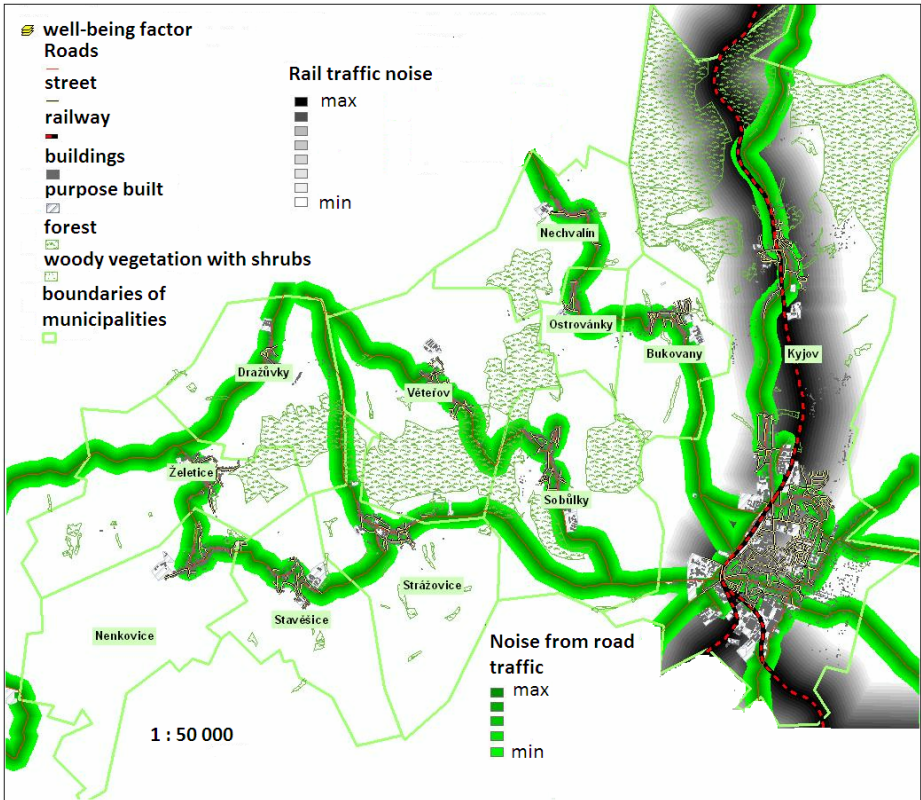 well-being factor
Roads
street
railway
buildings
purpose built
forest
woody vegetation with shrubs
boundaries of
municipalities
Rail traffic noise
max
min
Nechvalín
Ostrovánky
Bukovany
Kyjov
Dražůvky
Věteřov
Želetice
Sobůlky
Strážovice
Stavěšice
Nenkovice
Noise from road
traffic
max
min
1 : 50 000